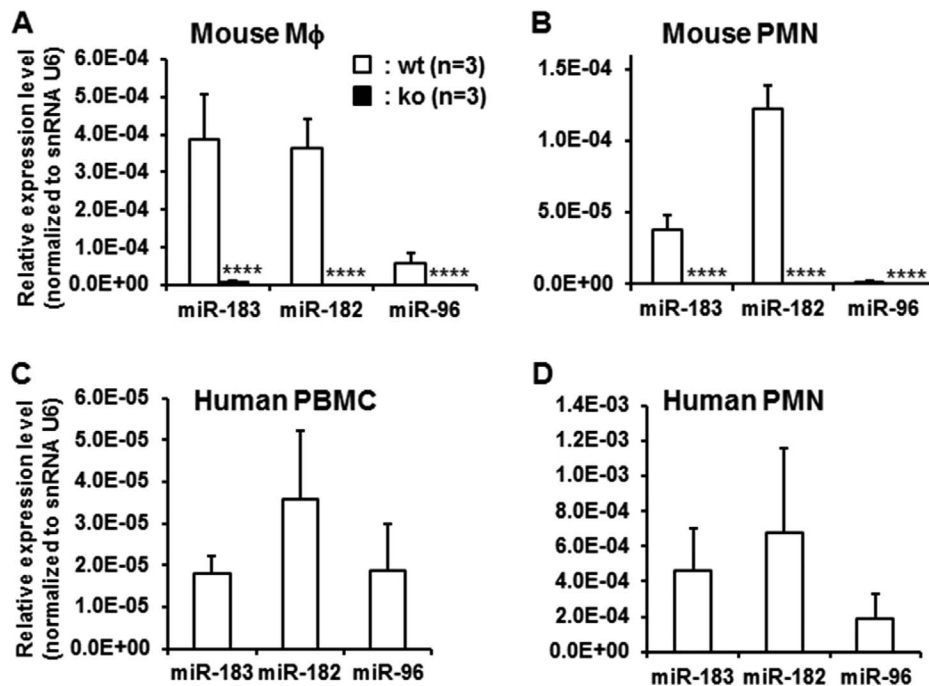 A
Mouse Mϕ
Relative expression level
(normalized to snRNA U6)
6.0E-04
5.0E-04
4.0E-04
3.0E-04
2.0E-04
1.0E-04
0.0E+00
: wt (n=3)
: ko (n=3)
****
****
****
miR-183
miR-182
miR-96
B
Mouse PMN
1.5E-04
1.0E-04
5.0E-05
0.0E+00
****
****
****
miR-183
miR-182
miR-96
C
Human PBMC
Relative expression level
(normalized to snRNA U6)
6.0E-05
5.0E-05
4.0E-05
3.0E-05
2.0E-05
1.0E-05
0.0E+00
miR-183
miR-182
miR-96
D
Human PMN
1.4E-03
1.2E-03
1.0E-03
8.0E-04
6.0E-04
4.0E-04
2.0E-04
0.0E+00
miR-183
miR-182
miR-96